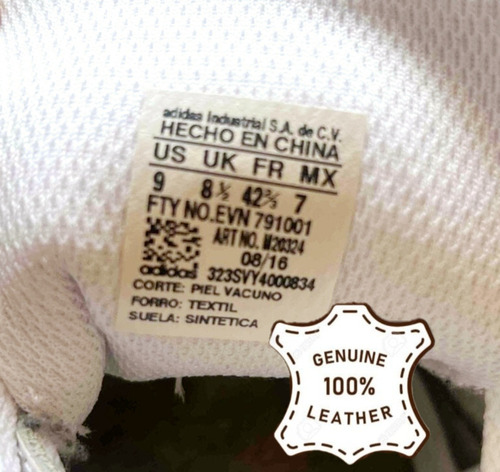 adidas Industrial S.A. de C.V.
HECHO EN CHINA
US UK FR MX
9 8½ 42⅔ 7
FTY NO.EVN 791001
ART NO. M20324
08/16
adidas 323SVY4000834
CORTE: PIEL VACUNO
FORRO: TEXTIL
SUELA: SINTETICA
GENUINE
100%
LEATHER